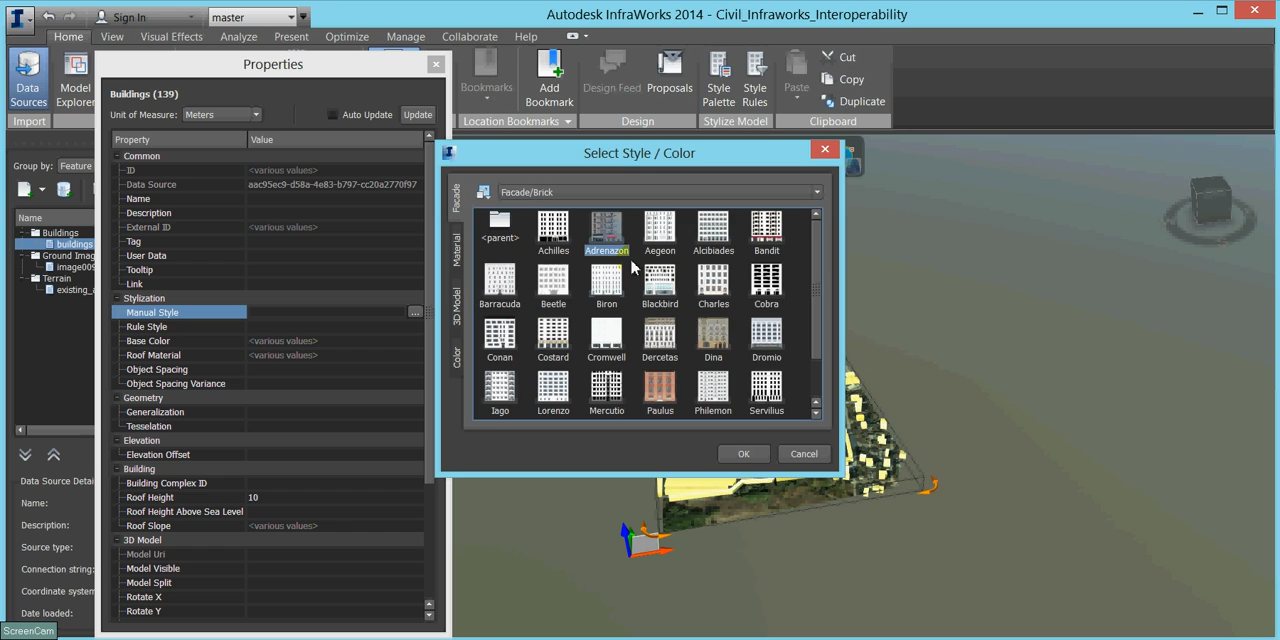 Sign In
master
Autodesk InfraWorks 2014 - Civil_Infraworks_Interoperability
Home View Visual Effects Analyze Present Optimize Manage Collaborate Help
Data Sources
Model Explorer
Bookmarks
Add Bookmark
Design Feed
Proposals
Style Palette
Style Rules
Paste
Cut
Copy
Duplicate
Import
Location Bookmarks
Design
Stylize Model
Clipboard
Properties
Buildings (139)
Unit of Measure: Meters Auto Update Update
Property Value
Common
ID <various values>
Data Source aac95ec9-d58a-4e83-b797-cc20a2770f97
Name
Description
External ID <various values>
Tag
User Data
Tooltip
Link
Stylization
Manual Style ...
Rule Style
Base Color <various values>
Roof Material <various values>
Object Spacing
Object Spacing Variance
Geometry
Generalization
Tesselation
Elevation
Elevation Offset
Building
Building Complex ID
Roof Height 10
Roof Height Above Sea Level
Roof Slope <various values>
3D Model
Model Uri
Model Visible
Model Split
Rotate X
Rotate Y
Group by: Feature
Name
Buildings
buildings
Ground Imag
image009
Terrain
existing_
Data Source Deta
Name:
Description:
Source type:
Connection string:
Coordinate system
Date loaded:
ScreenCam
Select Style / Color
Facade
Material
3D Model
Color
Facade/Brick
<parent> Achilles Adrenazon Aegeon Alcibiades Bandit
Barracuda Beetle Biron Blackbird Charles Cobra
Conan Costard Cromwell Dercetas Dina Dromio
Iago Lorenzo Mercutio Paulus Philemon Servilius
OK Cancel